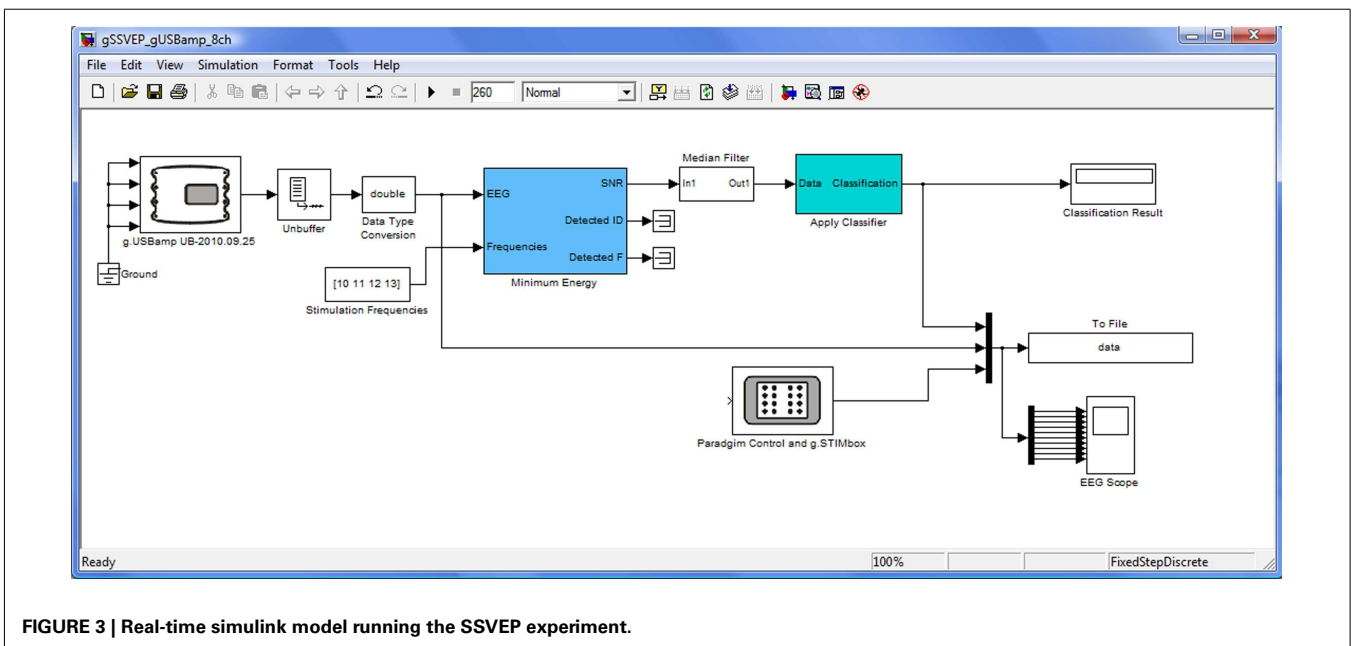 gSSVEP_gUSBamp_8ch
File Edit View Simulation Format Tools Help
260 Normal
g.USBamp UB-2010.09.25
Ground
Unbuffer
double
Data Type
Conversion
[10 11 12 13]
Stimulation Frequencies
EEG
Frequencies
SNR
Detected ID
Detected F
Minimum Energy
Median Filter
In1 Out1
Data Classification
Apply Classifier
Classification Result
To File
data
Paradgim Control and g.STIMbox
EEG Scope
Ready 100% FixedStepDiscrete
FIGURE 3 | Real-time simulink model running the SSVEP experiment.